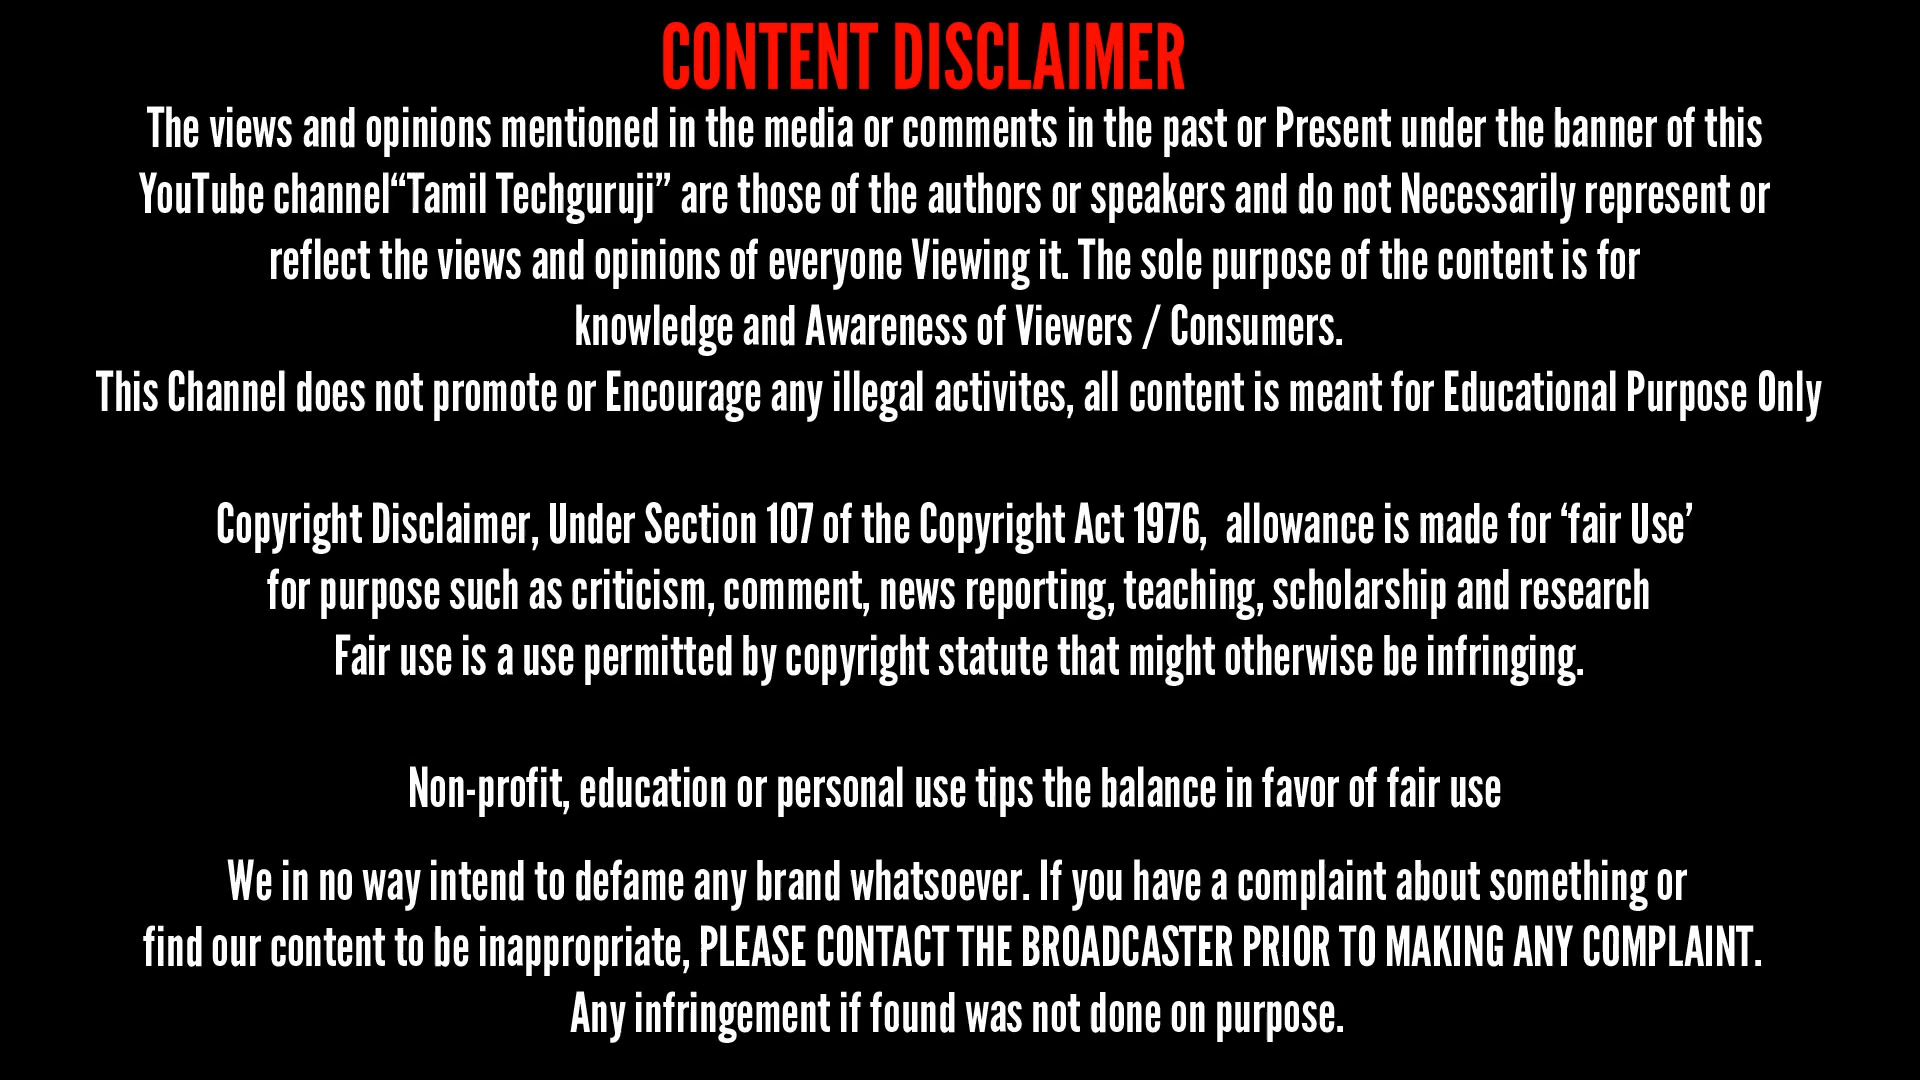 CONTENT DISCLAIMER
The views and opinions mentioned in the media or comments in the past or Present under the banner of this
YouTube channel“Tamil Techguruji” are those of the authors or speakers and do not Necessarily represent or
reflect the views and opinions of everyone Viewing it. The sole purpose of the content is for
knowledge and Awareness of Viewers / Consumers.
This Channel does not promote or Encourage any illegal activites, all content is meant for Educational Purpose Only
Copyright Disclaimer, Under Section 107 of the Copyright Act 1976,  allowance is made for ‘fair Use’
for purpose such as criticism, comment, news reporting, teaching, scholarship and research
Fair use is a use permitted by copyright statute that might otherwise be infringing.
Non-profit, education or personal use tips the balance in favor of fair use
We in no way intend to defame any brand whatsoever. If you have a complaint about something or
find our content to be inappropriate, PLEASE CONTACT THE BROADCASTER PRIOR TO MAKING ANY COMPLAINT.
Any infringement if found was not done on purpose.